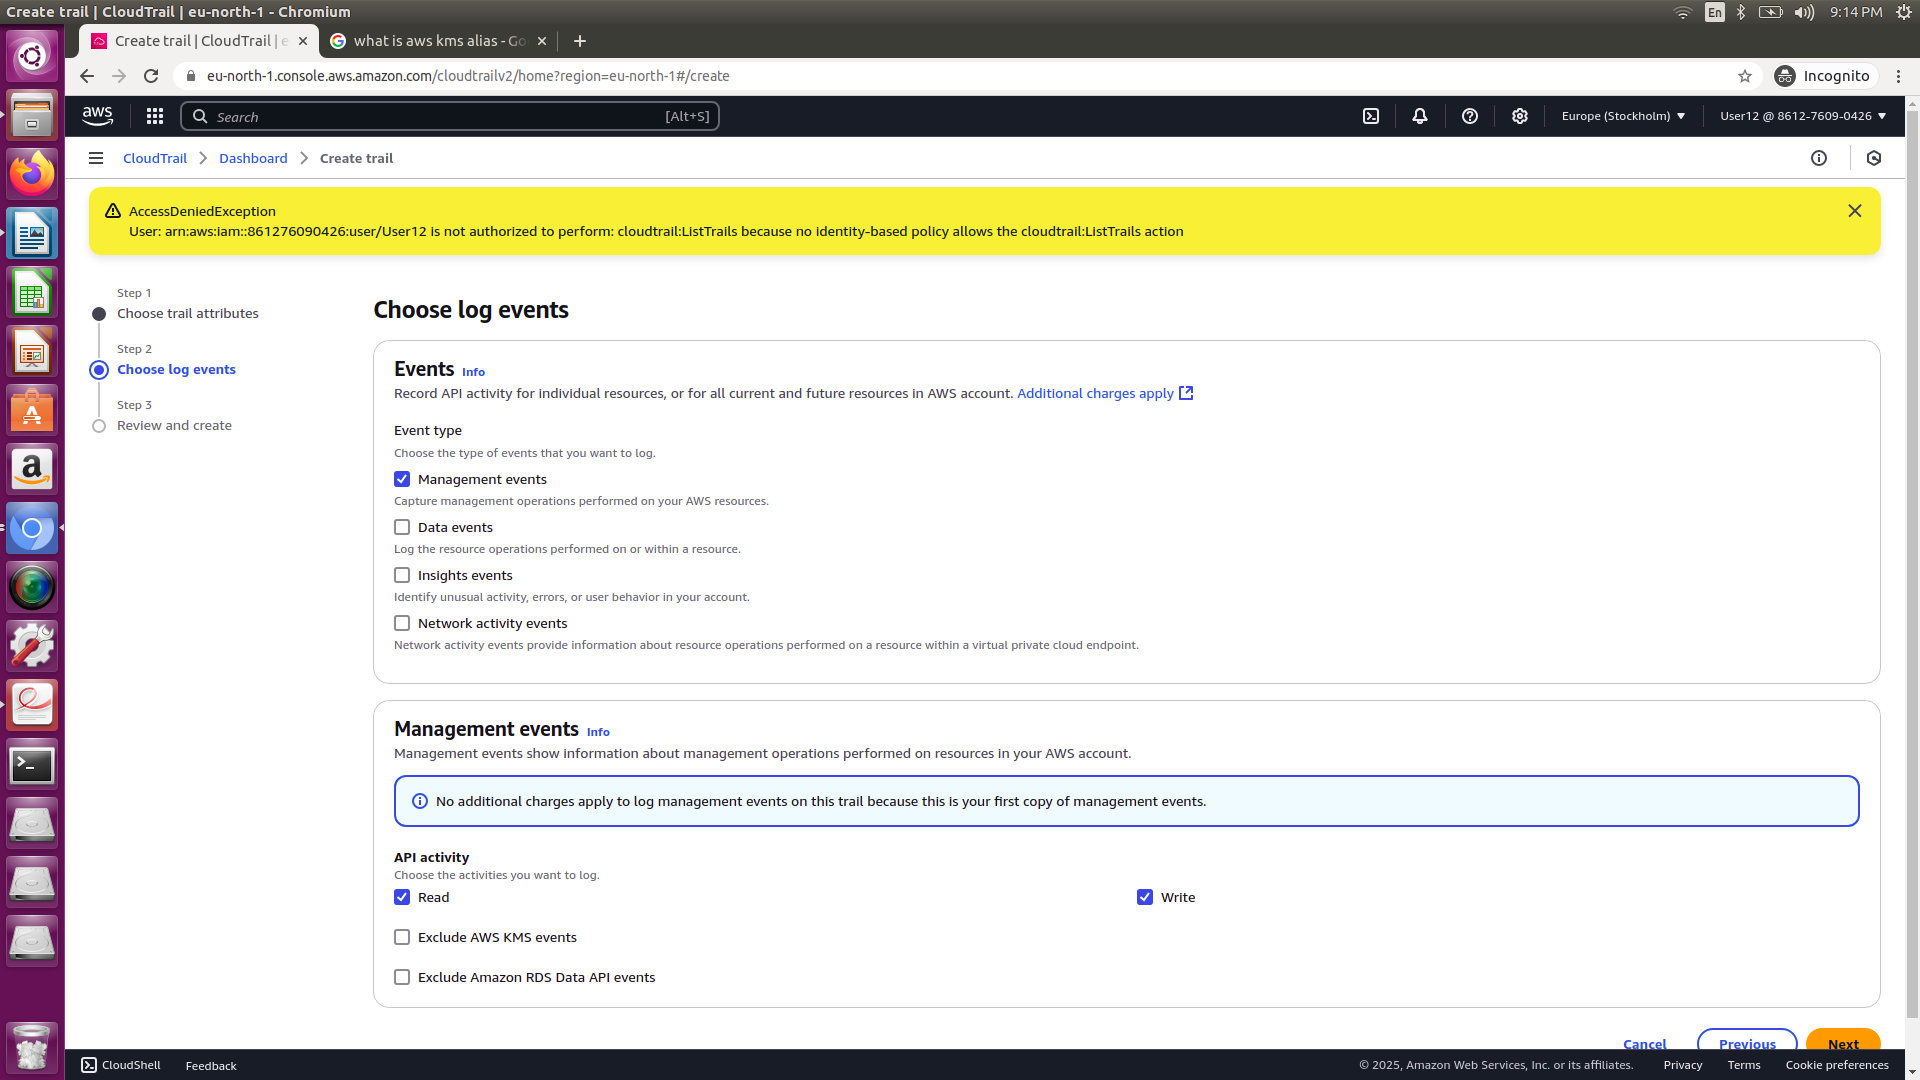 Create trail | CloudTrail | eu-north-1 - Chromium
En
9:14 PM
Create trail | CloudTrail | e
what is aws kms alias - Go
eu-north-1.console.aws.amazon.com/cloudtrailv2/home?region=eu-north-1#/create
Incognito
aws
Search
[Alt+S]
Europe (Stockholm)
User12 @ 8612-7609-0426
CloudTrail
Dashboard
Create trail
AccessDeniedException
User: arn:aws:iam::861276090426:user/User12 is not authorized to perform: cloudtrail:ListTrails because no identity-based policy allows the cloudtrail:ListTrails action
Step 1
Choose trail attributes
Step 2
Choose log events
Step 3
Review and create
Choose log events
Events Info
Record API activity for individual resources, or for all current and future resources in AWS account. Additional charges apply
Event type
Choose the type of events that you want to log.
Management events
Capture management operations performed on your AWS resources.
Data events
Log the resource operations performed on or within a resource.
Insights events
Identify unusual activity, errors, or user behavior in your account.
Network activity events
Network activity events provide information about resource operations performed on a resource within a virtual private cloud endpoint.
Management events Info
Management events show information about management operations performed on resources in your AWS account.
No additional charges apply to log management events on this trail because this is your first copy of management events.
API activity
Choose the activities you want to log.
Read
Write
Exclude AWS KMS events
Exclude Amazon RDS Data API events
Cancel
Previous
Next
CloudShell
Feedback
© 2025, Amazon Web Services, Inc. or its affiliates.
Privacy
Terms
Cookie preferences